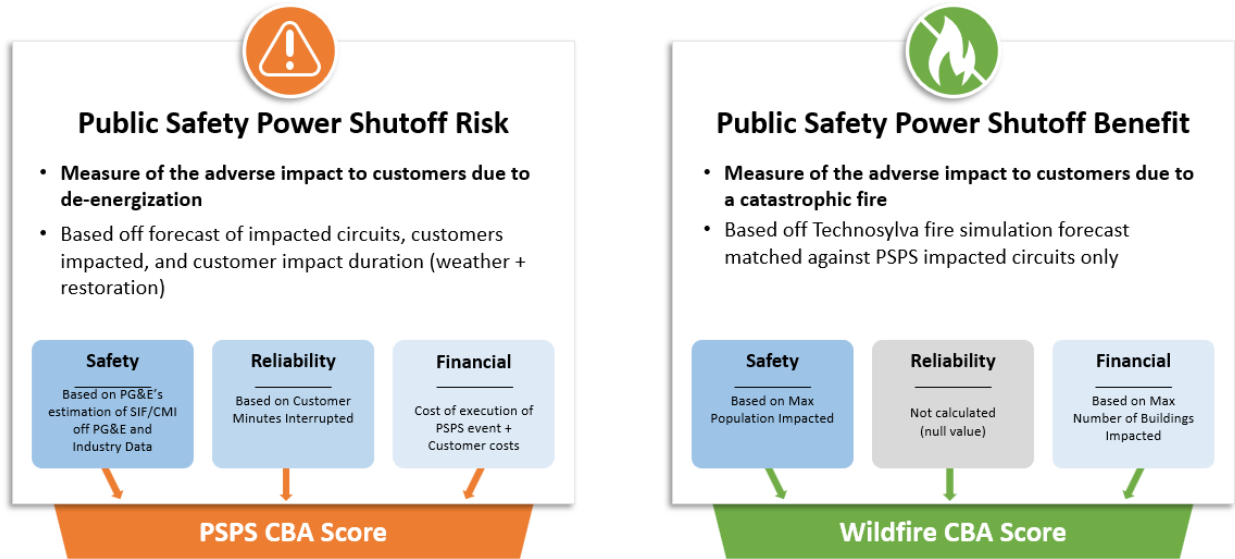 Public Safety Power Shutoff Risk
• Measure of the adverse impact to customers due to
de-energization
• Based off forecast of impacted circuits, customers
impacted, and customer impact duration (weather +
restoration)
Safety
Based on PG&E's
estimation of SIF/CMI
off PG&E and
Industry Data
Reliability
Based on Customer
Minutes Interrupted
Financial
Cost of execution of
PSPS event +
Customer costs
PSPS CBA Score
Public Safety Power Shutoff Benefit
• Measure of the adverse impact to customers due to
a catastrophic fire
• Based off Technosylva fire simulation forecast
matched against PSPS impacted circuits only
Safety
Based on Max
Population Impacted
Reliability
Not calculated
(null value)
Financial
Based on Max
Number of Buildings
Impacted
Wildfire CBA Score